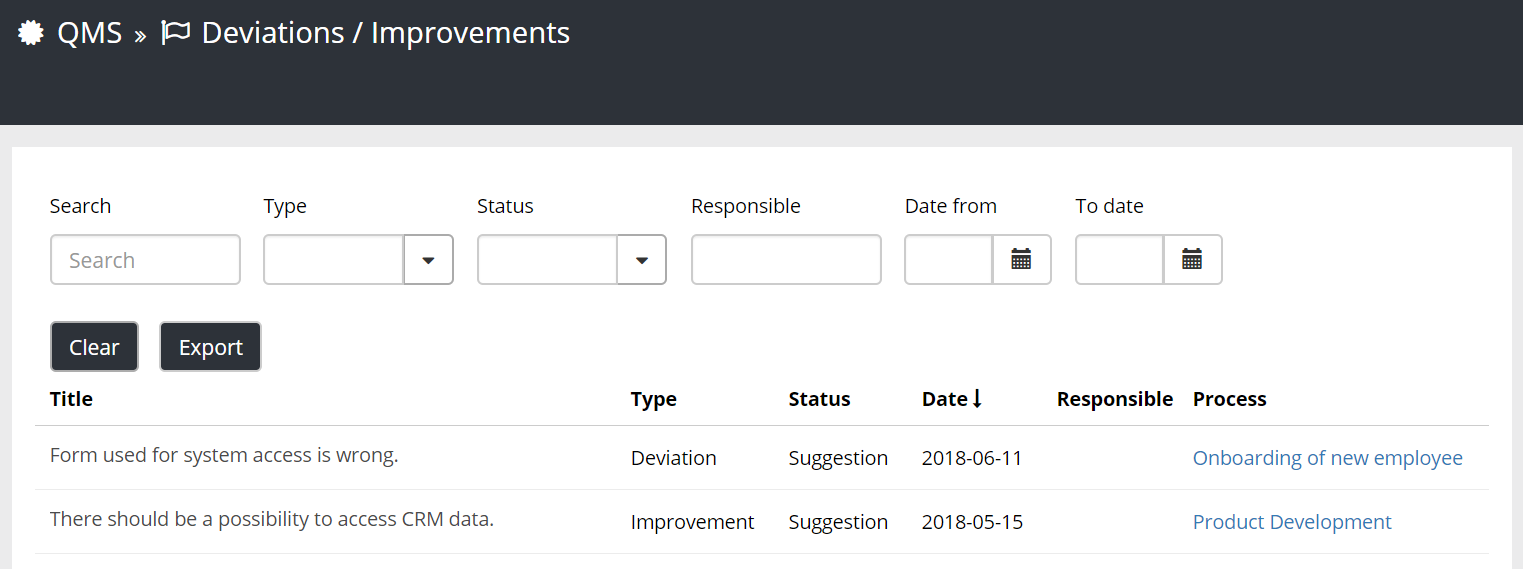 QMS » Deviations / Improvements
Search Type Status Responsible Date from To date
Search
Clear Export
Title Type Status Date Responsible Process
Form used for system access is wrong. Deviation Suggestion 2018-06-11 Onboarding of new employee
There should be a possibility to access CRM data. Improvement Suggestion 2018-05-15 Product Development